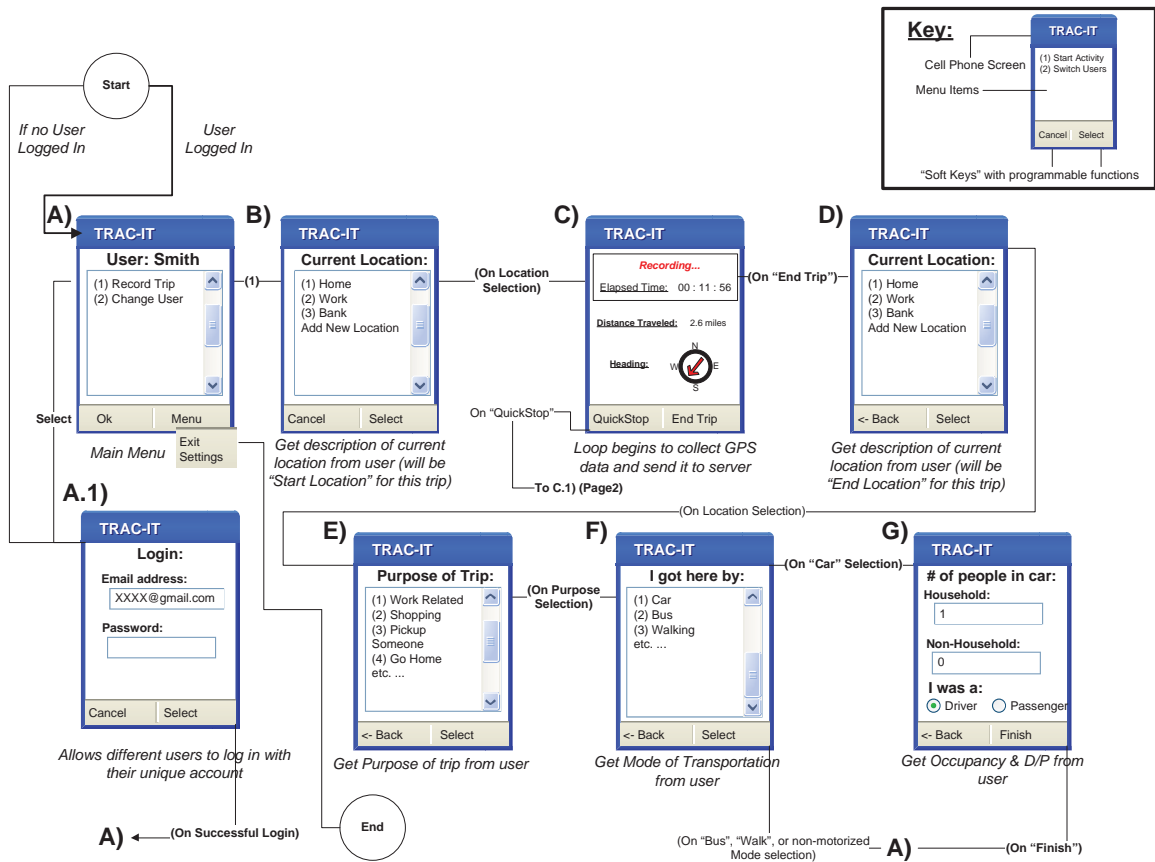 Key:
TRAC-IT
(1) Start Activity
(2) Switch Users
Cell Phone Screen
Menu Items
Cancel Select
"Soft Keys" with programmable functions
Start
If no User
Logged In
User
Logged In
A)
TRAC-IT
User: Smith
(1) Record Trip
(2) Change User
Ok Menu
Exit
Settings
Main Menu
Select
(1)
B)
TRAC-IT
Current Location:
(1) Home
(2) Work
(3) Bank
Add New Location
Cancel Select
Get description of current
location from user (will be
"Start Location" for this trip)
(On Location
Selection)
C)
TRAC-IT
Recording...
Elapsed Time: 00 : 11 : 56
Distance Traveled: 2.6 miles
Heading:
N
W E
S
QuickStop End Trip
On "QuickStop"
Loop begins to collect GPS
data and send it to server
To C.1) (Page2)
(On "End Trip")
D)
TRAC-IT
Current Location:
(1) Home
(2) Work
(3) Bank
Add New Location
<- Back Select
Get description of current
location from user (will be
"End Location" for this trip)
(On Location Selection)
A.1)
TRAC-IT
Login:
Email address:
XXXX@gmail.com
Password:
Cancel Select
Allows different users to log in with
their unique account
(On Successful Login)
A)
End
E)
TRAC-IT
Purpose of Trip:
(1) Work Related
(2) Shopping
(3) Pickup
Someone
(4) Go Home
etc. ...
<- Back Select
Get Purpose of trip from user
(On Purpose
Selection)
F)
TRAC-IT
I got here by:
(1) Car
(2) Bus
(3) Walking
etc. ...
<- Back Select
Get Mode of Transportation
from user
(On "Car" Selection)
G)
TRAC-IT
# of people in car:
Household:
1
Non-Household:
0
I was a:
Driver Passenger
<- Back Finish
Get Occupancy & D/P from
user
(On "Bus", "Walk", or non-motorized
Mode selection)
A)
(On "Finish")